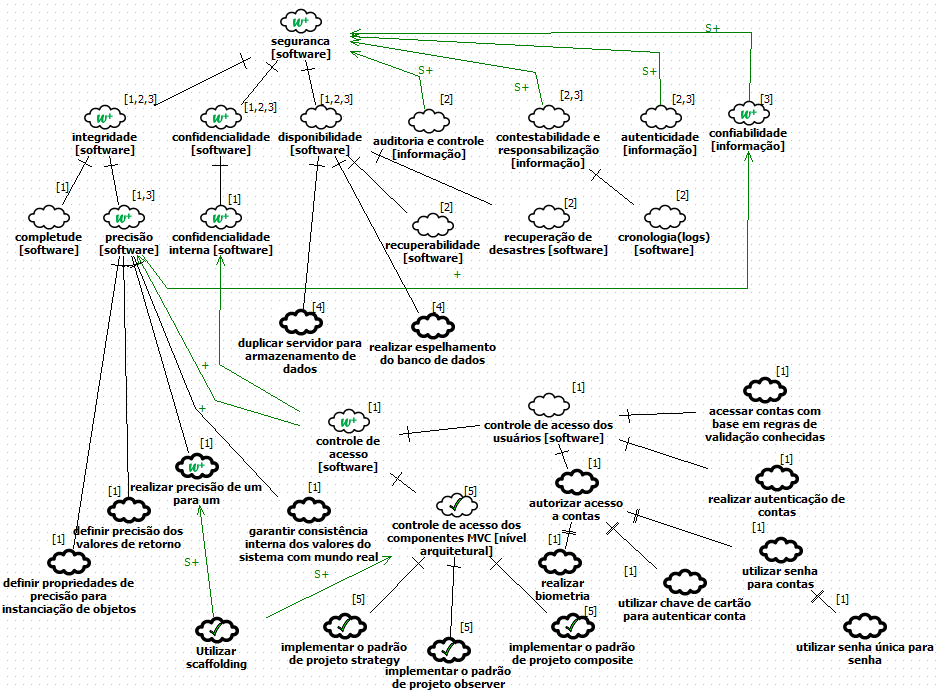 w+
seguranca
[software]
S+
S+
S+
S+
[1,2,3]
w+
integridade
[software]
[1,2,3]
w+
confidencialidade
[software]
[1,2,3]
disponibilidade
[software]
[2]
auditoria e controle
[informação]
[2,3]
contestabilidade e
responsabilização
[informação]
[2,3]
autenticidade
[informação]
[3]
w+
confiabilidade
[informação]
[1]
completude
[software]
[1,3]
w+
precisão
[software]
[1]
w+
confidencialidade
interna [software]
[2]
recuperabilidade
[software]
[2]
recuperação de
desastres [software]
[2]
cronologia(logs)
[software]
+
[4]
duplicar servidor para
armazenamento de
dados
[4]
realizar espelhamento
do banco de dados
+
+
[1]
w+
controle de
acesso
[software]
[1]
controle de acesso dos
usuários [software]
[1]
acessar contas com
base em regras de
validação conhecidas
[1]
w+
realizar precisão de um
para um
[1]
definir precisão dos
valores de retorno
[1]
garantir consistência
interna dos valores do
sistema com mundo real
[5]
controle de acesso dos
componentes MVC [nível
arquitetural]
[1]
autorizar acesso
a contas
[1]
realizar autenticação de
contas
[1]
definir propriedades de
precisão para
instanciação de objetos
S+
S+
[1]
realizar
biometria
[1]
utilizar chave de cartão
para autenticar conta
[1]
utilizar senha
para contas
[1]
utilizar senha única para
senha
Utilizar
scaffolding
[5]
implementar o padrão
de projeto strategy
[5]
implementar o padrão
de projeto observer
[5]
implementar o padrão
de projeto composite